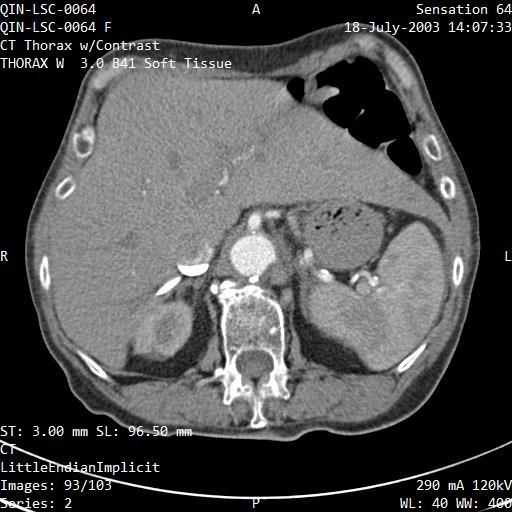 QIN-LSC-0064 A Sensation 64
QIN-LSC-0064 F 18-July-2003 14:07:33
CT Thorax w/Contrast
THORAX W 3.0 B41 Soft Tissue
R L
ST: 3.00 mm SL: 96.50 mm
CT
LittleEndianImplicit
Images: 93/103 290 mA 120kV
Series: 2 P WL: 40 WW: 400